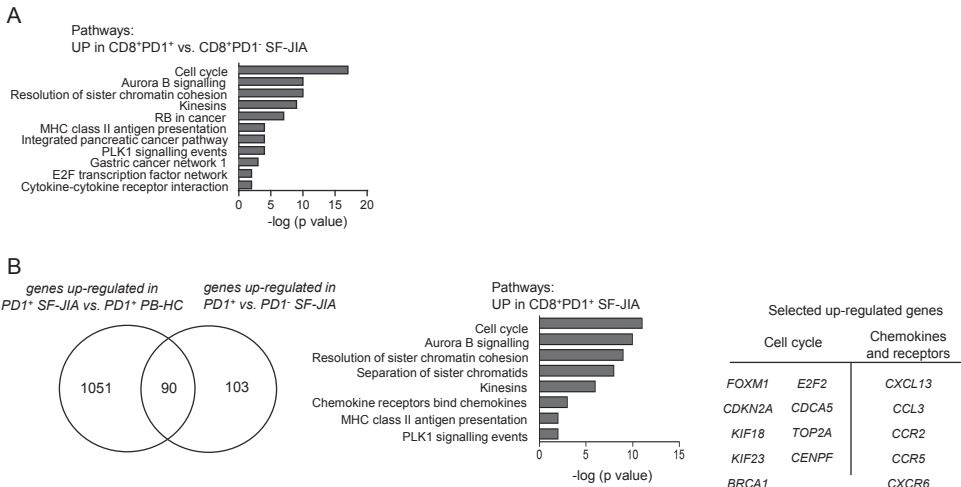 A
Pathways:
UP in CD8+PD1+ vs. CD8+PD1- SF-JIA
Cell cycle
Aurora B signalling
Resolution of sister chromatin cohesion
Kinesins
RB in cancer
MHC class II antigen presentation
Integrated pancreatic cancer pathway
PLK1 signalling events
Gastric cancer network 1
E2F transcription factor network
Cytokine-cytokine receptor interaction
0 5 10 15 20
-log (p value)
B
genes up-regulated in
PD1+ SF-JIA vs. PD1+ PB-HC
genes up-regulated in
PD1+ vs. PD1- SF-JIA
1051 90 103
Pathways:
UP in CD8+PD1+ SF-JIA
Cell cycle
Aurora B signalling
Resolution of sister chromatin cohesion
Separation of sister chromatids
Kinesins
Chemokine receptors bind chemokines
MHC class II antigen presentation
PLK1 signalling events
0 5 10 15
-log (p value)
Selected up-regulated genes
Cell cycle
Chemokines
and receptors
FOXM1 E2F2 CXCL13
CDKN2A CDCA5 CCL3
KIF18 TOP2A CCR2
KIF23 CENPF CCR5
BRCA1 CXCR6